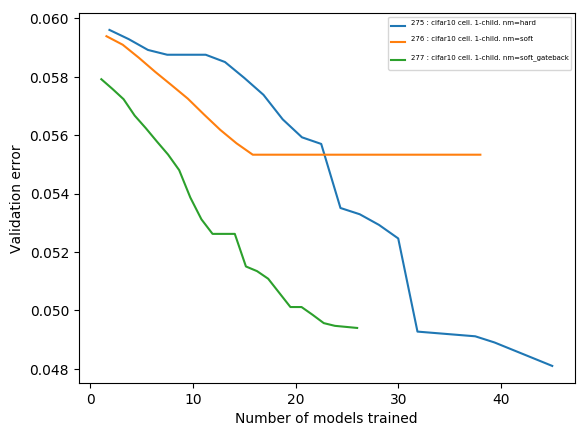 275 : cifar10 cell. 1-child. nm=hard
276 : cifar10 cell. 1-child. nm=soft
277 : cifar10 cell. 1-child. nm=soft_gateback
0.060
0.058
0.056
0.054
0.052
0.050
0.048
Validation error
0 10 20 30 40
Number of models trained